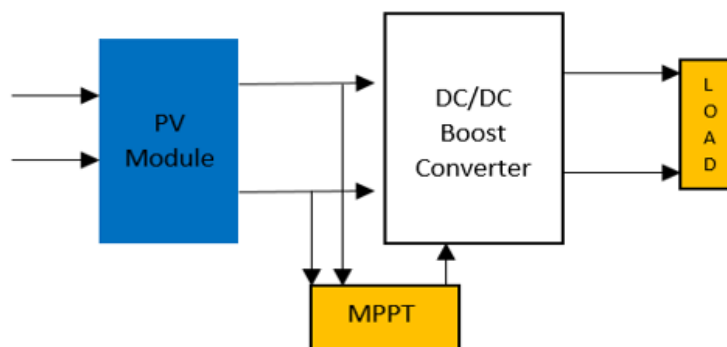 PV
Module
DC/DC
Boost
Converter
L
O
A
D
MPPT